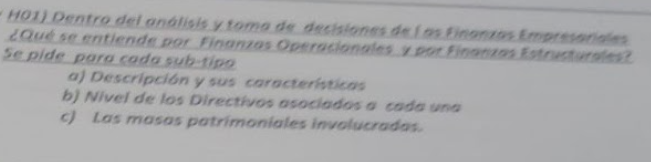 H01) Dentro del análisis y toma de decisiones de Las Finanzas Empresariales
¿Qué se entiende por Finanzas Operacionales y por Finanzas Estructurales?
Se pide para cada sub-tipo
a) Descripción y sus características
b) Nivel de los Directivos asociados a cada una
c) Las masas patrimoniales involucradas.